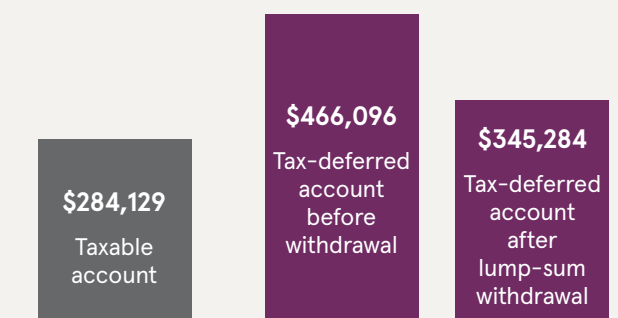 $284,129
Taxable
account
$466,096
Tax-deferred
account
before
withdrawal
$345,284
Tax-deferred
account
after
lump-sum
withdrawal